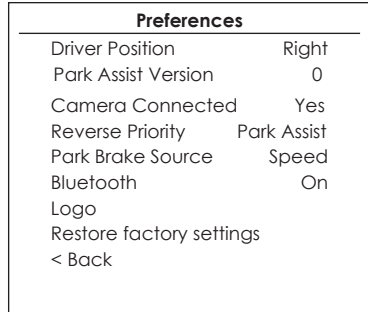 Preferences
Driver Position Right
Park Assist Version 0
Camera Connected Yes
Reverse Priority Park Assist
Park Brake Source Speed
Bluetooth On
Logo
Restore factory settings
< Back